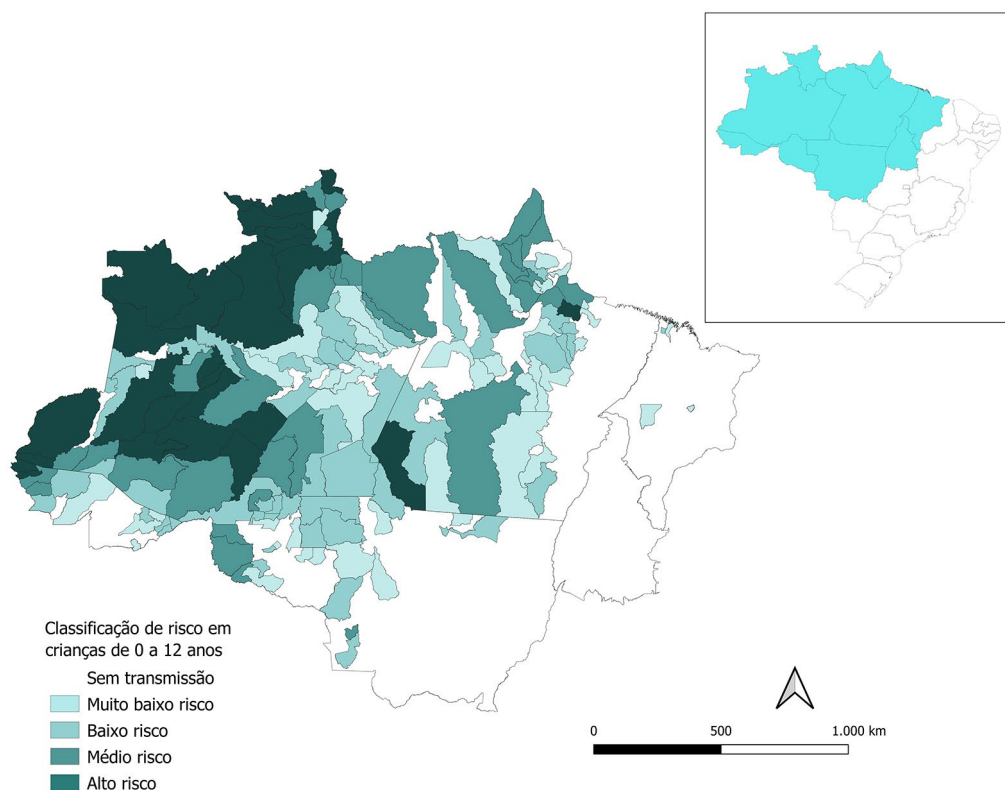 Classificação de risco em
crianças de 0 a 12 anos
Sem transmissão
Muito baixo risco
Baixo risco
Médio risco
Alto risco
0 500 1.000 km